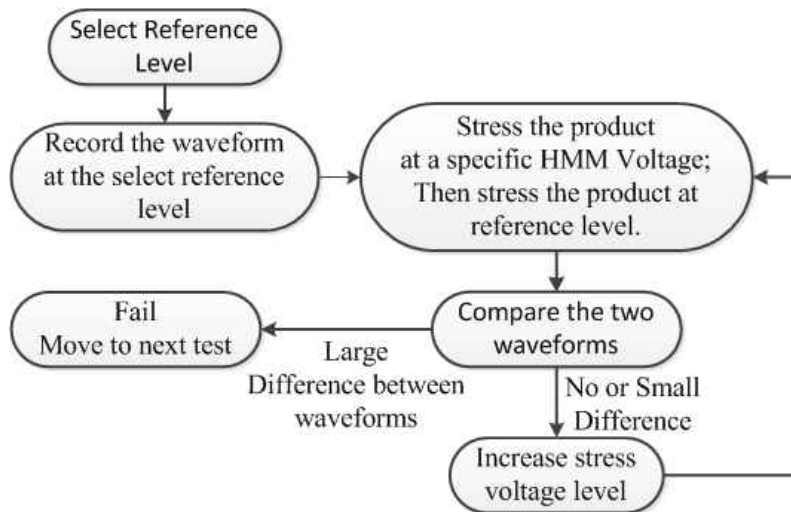 Select Reference
Level
Record the waveform
at the select reference
level
Stress the product
at a specific HMM Voltage;
Then stress the product at
reference level.
Compare the two
waveforms
Fail
Move to next test
Large
Difference between
waveforms
No or Small
Difference
Increase stress
voltage level